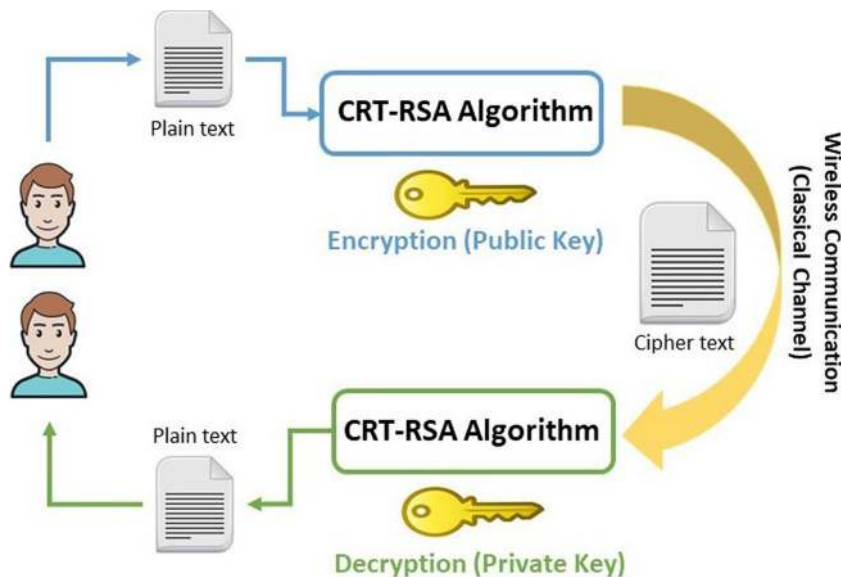 Plain text
CRT-RSA Algorithm
Encryption (Public Key)
Wireless Communication
(Classical Channel)
Cipher text
CRT-RSA Algorithm
Plain text
Decryption (Private Key)